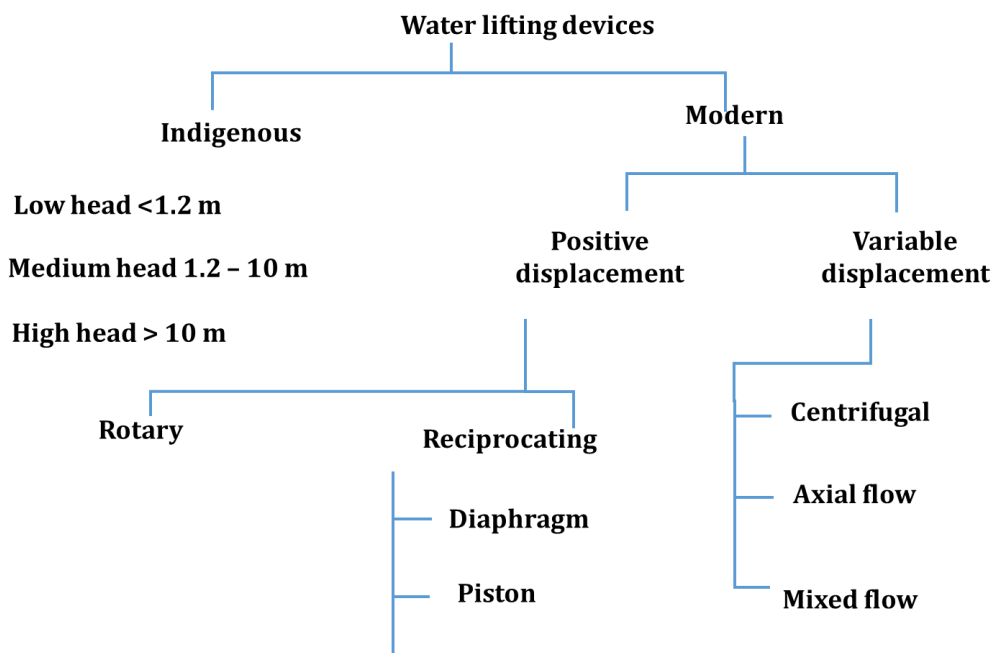 Water lifting devices
Indigenous
Modern
Low head <1.2 m
Medium head 1.2 – 10 m
High head > 10 m
Positive
displacement
Variable
displacement
Rotary
Reciprocating
Diaphragm
Piston
Centrifugal
Axial flow
Mixed flow